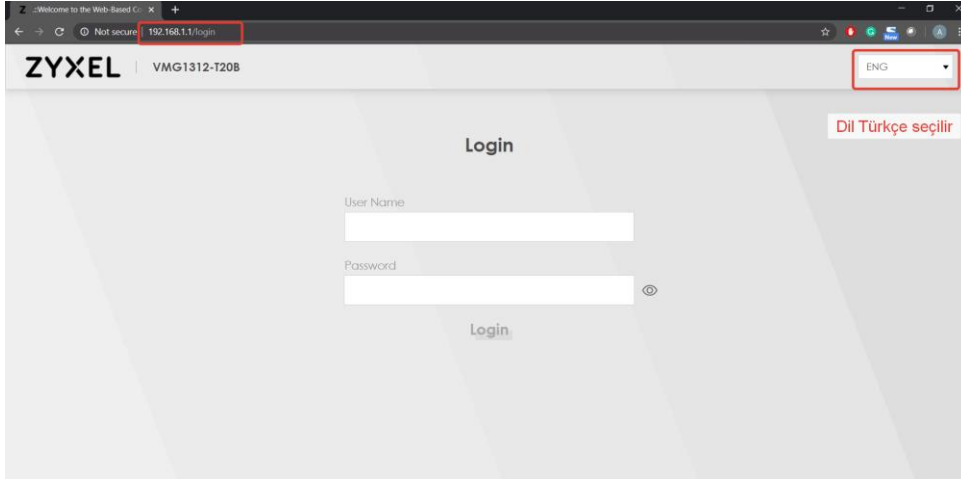 Z .::Welcome to the Web-Based Co
Not secure 192.168.1.1/login
New
A
ZYXEL VMG1312-T20B
ENG
Dil Türkçe seçilir
Login
User Name
Password
Login